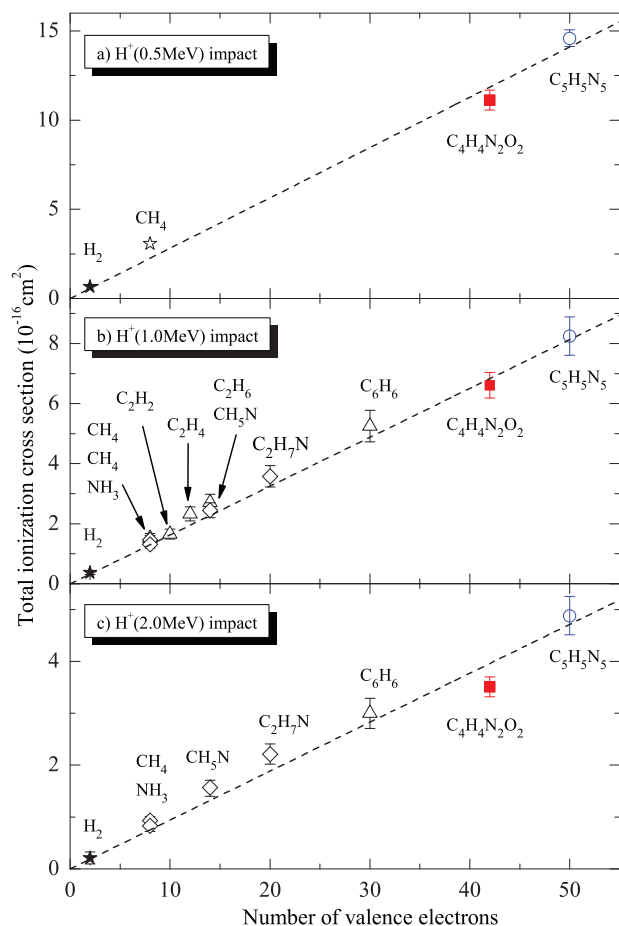 Total ionization cross section (10⁻¹⁶cm²)
15
a) H⁺(0.5MeV) impact
C₅H₅N₅
10
C₄H₄N₂O₂
CH₄
5
H₂
0
b) H⁺(1.0MeV) impact
8
C₅H₅N₅
C₂H₆
C₆H₆
6
C₂H₂
CH₅N
C₄H₄N₂O₂
CH₄
C₂H₄
C₂H₇N
4
CH₄
NH₃
2
H₂
0
c) H⁺(2.0MeV) impact
4
C₅H₅N₅
C₆H₆
C₂H₇N
C₄H₄N₂O₂
CH₄
CH₅N
2
NH₃
H₂
0
0 10 20 30 40 50
Number of valence electrons